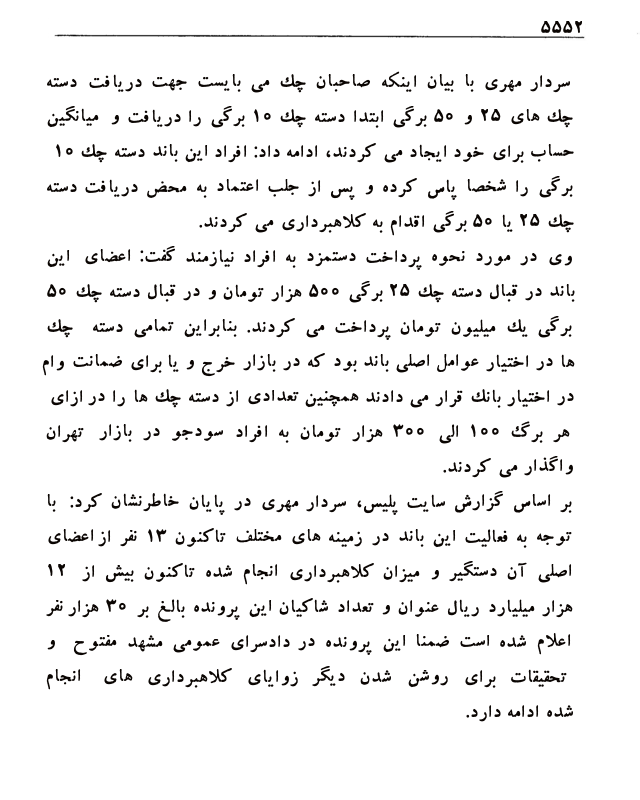 ۵۵۵۲
سردار مهری با بیان اینکه صاحبان چک می بایست جهت دریافت دسته
چک های ۲۵ و ۵۰ برگی ابتدا دسته چک ۱۰ برگی را دریافت و میانگین
حساب برای خود ایجاد می کردند، ادامه داد: افراد این باند دسته چک ۱۰
برگی را شخصا پاس کرده و پس از جلب اعتماد به محض دریافت دسته
چک ۲۵ یا ۵۰ برگی اقدام به کلاهبرداری می کردند.
وی در مورد نحوه پرداخت دستمزد به افراد نیازمند گفت: اعضای این
باند در قبال دسته چک ۲۵ برگی ۵۰۰ هزار تومان و در قبال دسته چک ۵۰
برگی یک میلیون تومان پرداخت می کردند. بنابراین تمامی دسته چک
ها در اختیار عوامل اصلی باند بود که در بازار خرج و یا برای ضمانت وام
در اختیار بانک قرار می دادند همچنین تعدادی از دسته چک ها را در ازای
هر برگ ۱۰۰ الی ۳۰۰ هزار تومان به افراد سودجو در بازار تهران
واگذار می کردند.
بر اساس گزارش سایت پلیس، سردار مهری در پایان خاطرنشان کرد: با
توجه به فعالیت این باند در زمینه های مختلف تاکنون ۱۳ نفر از اعضای
اصلی آن دستگیر و میزان کلاهبرداری انجام شده تاکنون بیش از ۱۲
هزار میلیارد ریال عنوان و تعداد شاکیان این پرونده بالغ بر ۳۰ هزار نفر
اعلام شده است ضمنا این پرونده در دادسرای عمومی مشهد مفتوح و
تحقیقات برای روشن شدن دیگر زوایای کلاهبرداری های انجام
شده ادامه دارد.